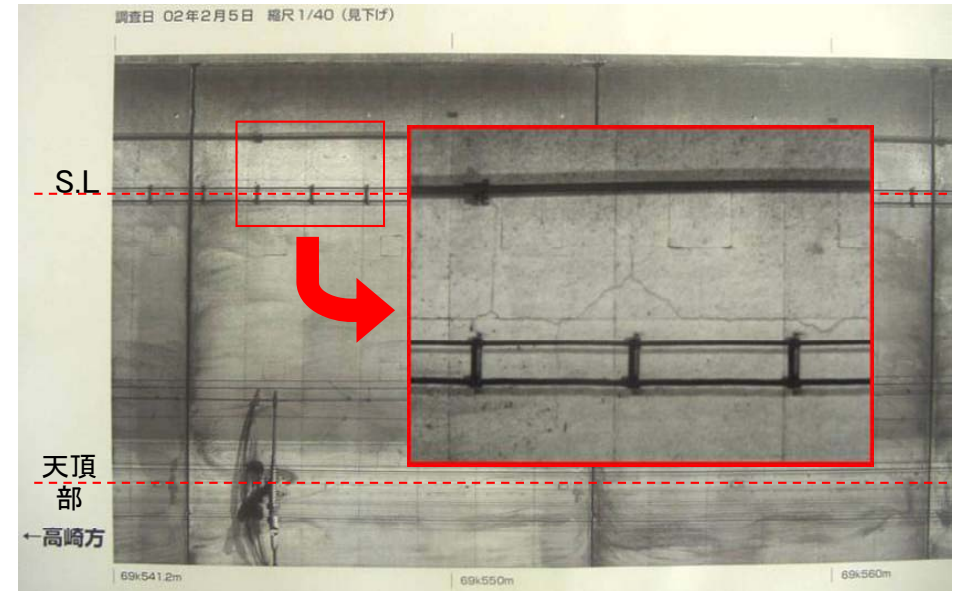 調査日 02年2月5日 縮尺1/40（見下げ）
S.L
天頂
部
←高崎方
69k541.2m
69k550m
69k560m